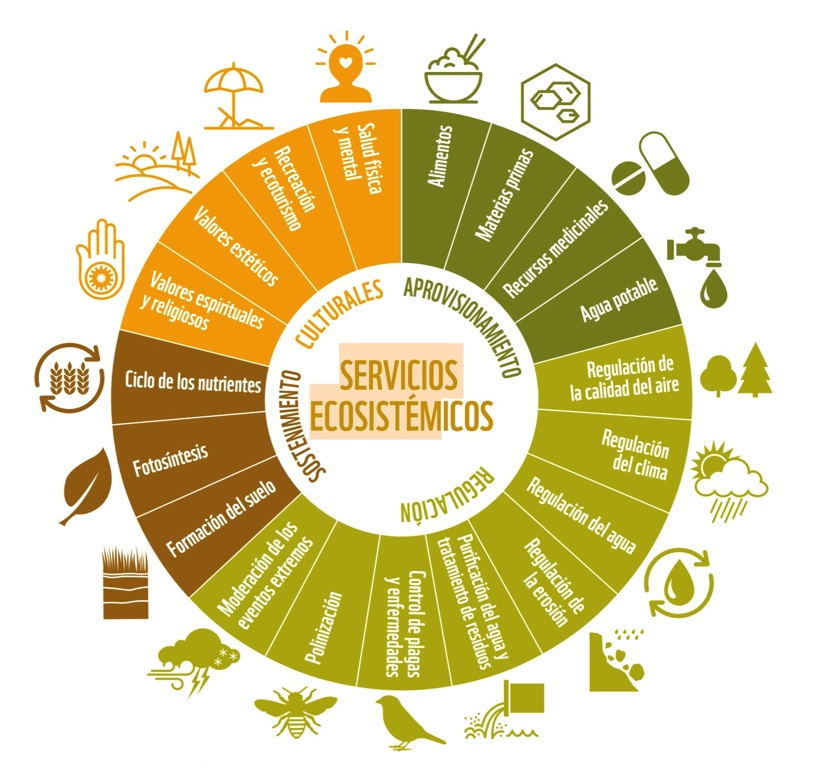 SERVICIOS
ECOSISTÉMICOS
APROVISIONAMIENTO
Alimentos
Materias primas
Recursos medicinales
Agua potable
REGULACIÓN
Regulación de
la calidad del aire
Regulación
del clima
Regulación del agua
Regulación de
la erosión
Purificación del agua y
tratamiento de residuos
Control de plagas
y enfermedades
Polinización
Moderación de los
eventos extremos
SOSTENIMIENTO
Formación del suelo
Fotosíntesis
Ciclo de los nutrientes
CULTURALES
Valores espirituales
y religiosos
Valores estéticos
Recreación
y ecoturismo
Salud física
y mental